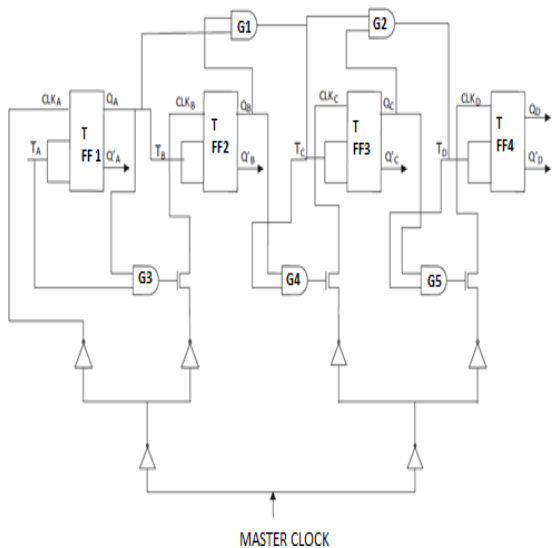 G1
G2
CLKA
QA
CLKB
QB
CLKC
QC
CLKD
QD
TA
T
FF 1
Q'A
TB
T
FF2
Q'B
TC
T
FF3
Q'C
TD
T
FF4
Q'D
G3
G4
G5
MASTER CLOCK